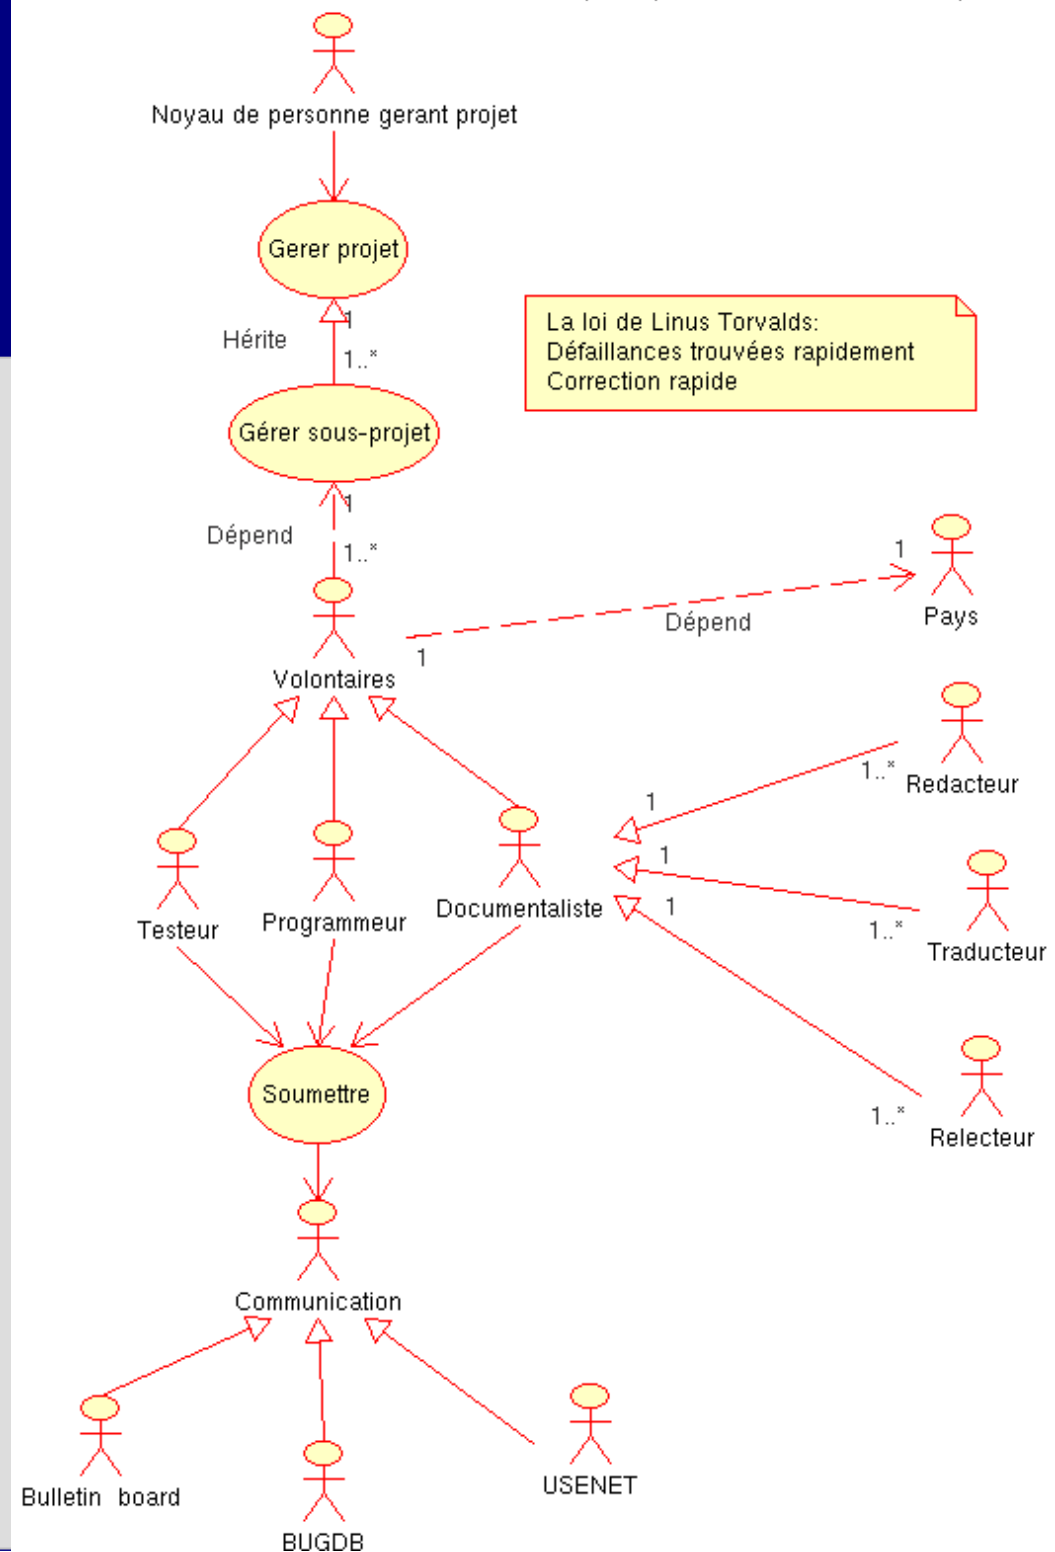 Noyau de personne gerant projet
Gerer projet
1
Hérite
1..*
La loi de Linus Torvalds:
Défaillances trouvées rapidement
Correction rapide
Gérer sous-projet
1
Dépend
1..*
1
Dépend
1
Pays
Volontaires
1..*
Redacteur
1
1
1
1..*
Traducteur
Testeur
Programmeur
Documentaliste
Soumettre
1..*
Relecteur
Communication
Bulletin board
BUGDB
USENET